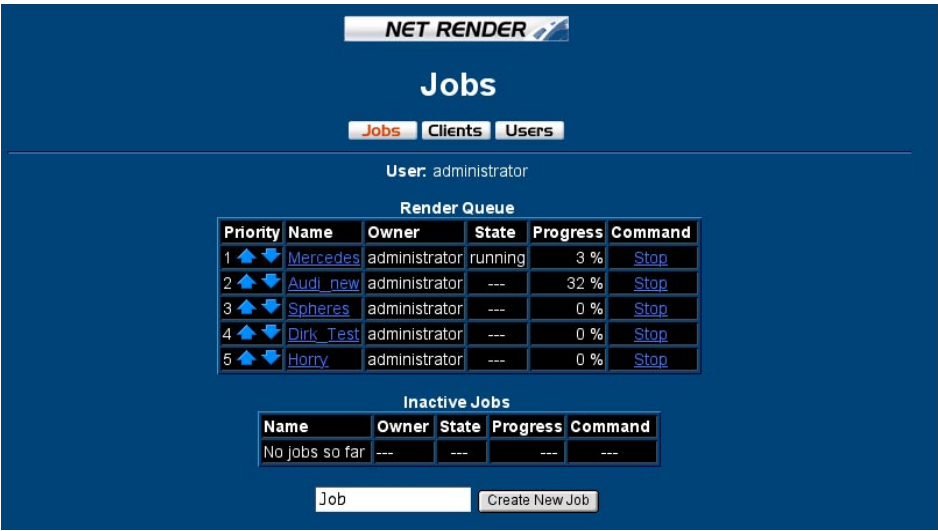 NET RENDER
Jobs
Jobs Clients Users
User: administrator
Render Queue
Priority Name Owner State Progress Command
1 Mercedes administrator running 3 % Stop
2 Audi_new administrator --- 32 % Stop
3 Spheres administrator --- 0 % Stop
4 Dirk_Test administrator --- 0 % Stop
5 Horry administrator --- 0 % Stop
Inactive Jobs
Name Owner State Progress Command
No jobs so far --- --- --- ---
Job Create New Job